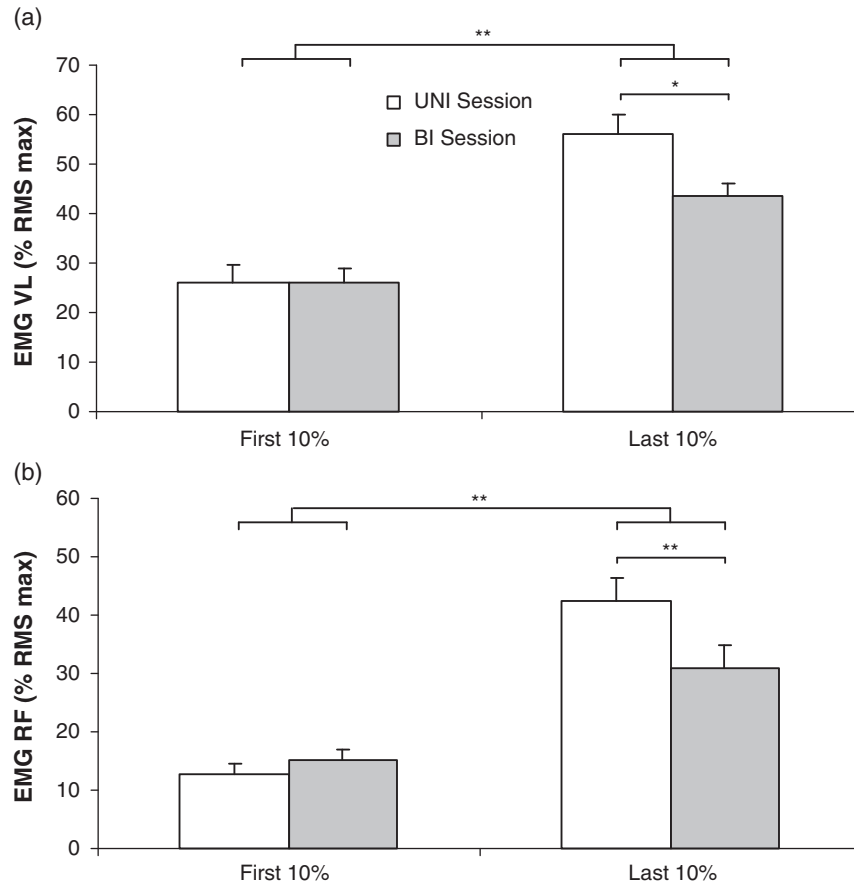 (a)
**
70
60
50
40
30
20
10
0
EMG VL (% RMS max)
UNI Session
BI Session
*
First 10%
Last 10%
(b)
**
60
50
40
30
20
10
0
EMG RF (% RMS max)
**
First 10%
Last 10%